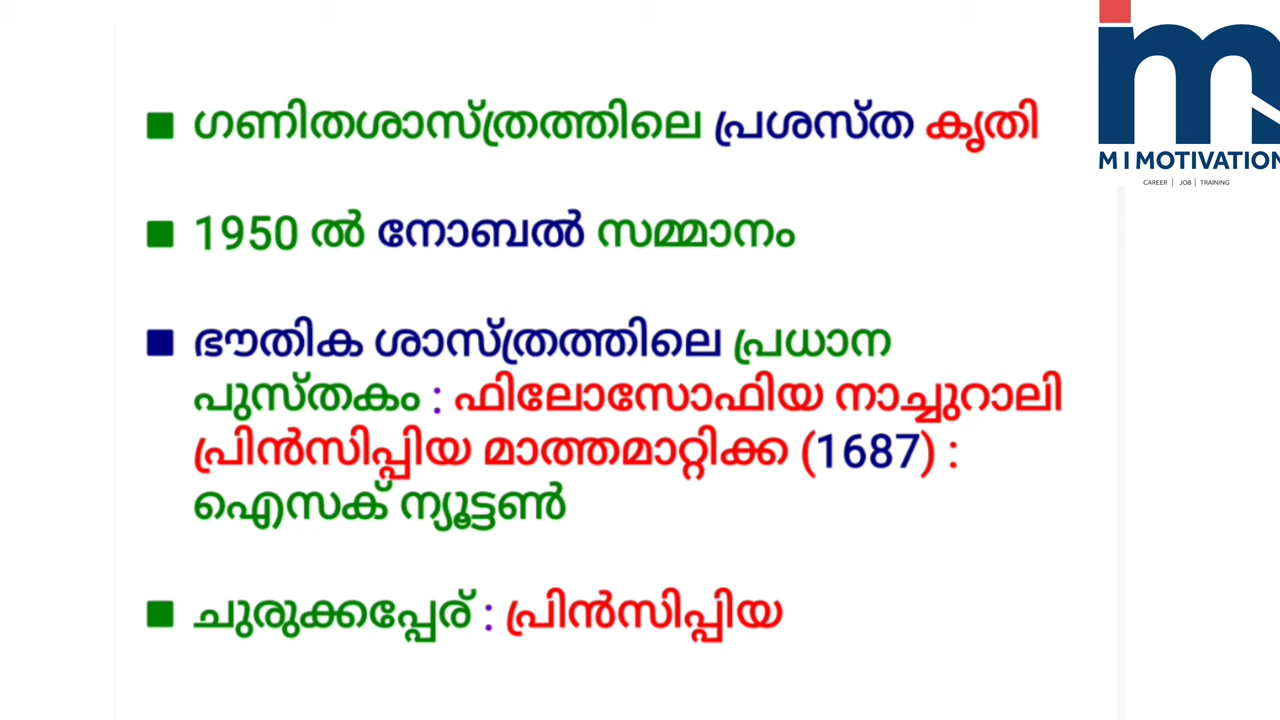 ഗണിതശാസ്ത്രത്തിലെ പ്രശസ്ത കൃതി
1950 ൽ നോബൽ സമ്മാനം
ഭൗതിക ശാസ്ത്രത്തിലെ പ്രധാന
പുസ്തകം : ഫിലോസോഫിയ നാച്ചുറാലി
പ്രിൻസിപ്പിയ മാത്തമാറ്റിക്ക (1687) :
ഐസക് ന്യൂട്ടൺ
ചുരുക്കപ്പേര് : പ്രിൻസിപ്പിയ
M I MOTIVATION
CAREER | JOB | TRAINING